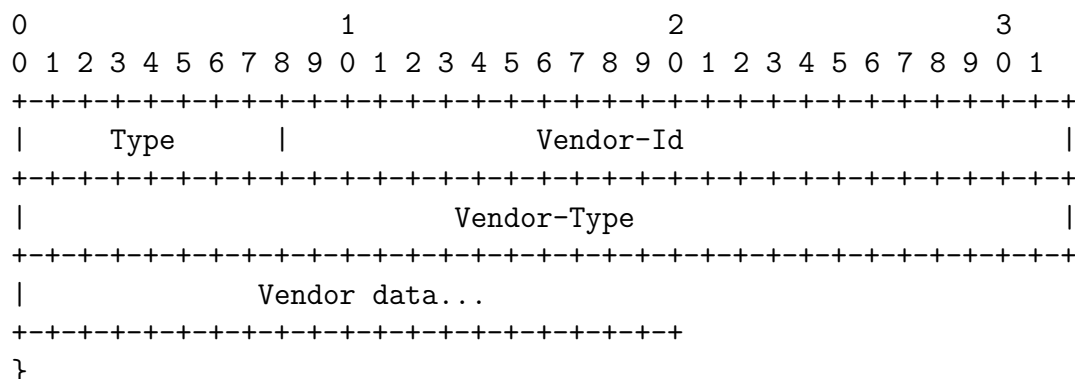 0                   1                   2                   3
0 1 2 3 4 5 6 7 8 9 0 1 2 3 4 5 6 7 8 9 0 1 2 3 4 5 6 7 8 9 0 1
+-+-+-+-+-+-+-+-+-+-+-+-+-+-+-+-+-+-+-+-+-+-+-+-+-+-+-+-+-+-+-+-+
|     Type      |               Vendor-Id                       |
+-+-+-+-+-+-+-+-+-+-+-+-+-+-+-+-+-+-+-+-+-+-+-+-+-+-+-+-+-+-+-+-+
|                          Vendor-Type                          |
+-+-+-+-+-+-+-+-+-+-+-+-+-+-+-+-+-+-+-+-+-+-+-+-+-+-+-+-+-+-+-+-+
|              Vendor data...
+-+-+-+-+-+-+-+-+-+-+-+-+-+-+-+-+-+-+-+-+
}